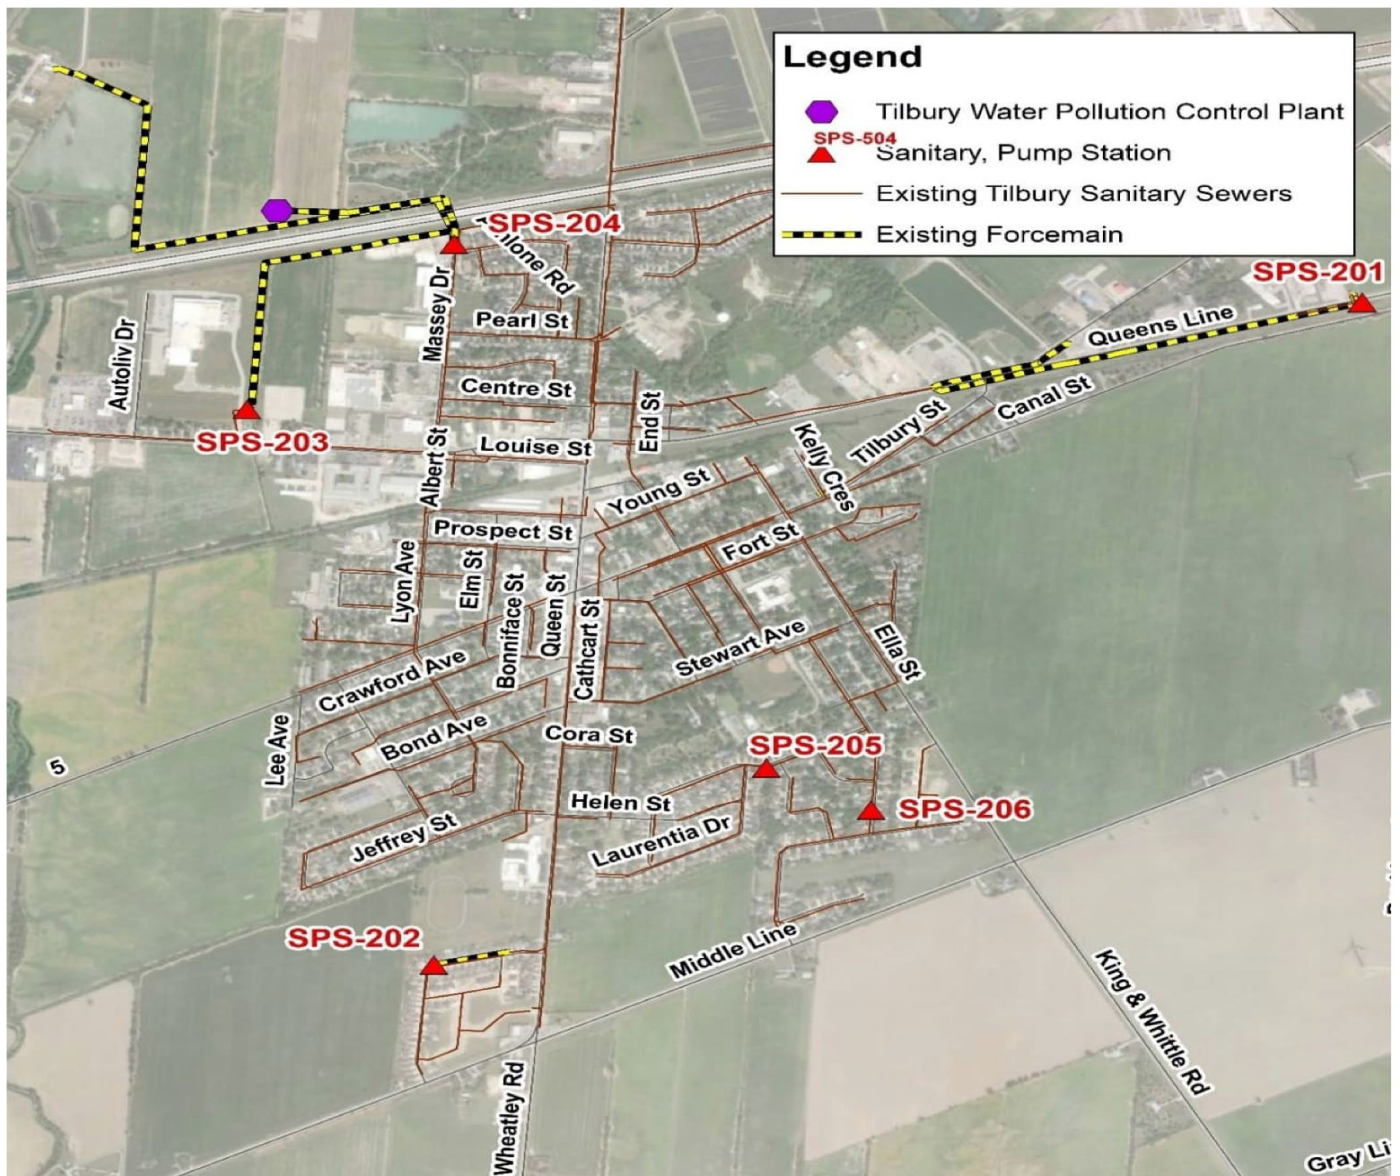 Legend
Tilbury Water Pollution Control Plant
SPS-504
Sanitary, Pump Station
Existing Tilbury Sanitary Sewers
Existing Forcemain
SPS-204
SPS-201
Queens Line
Massey Dr
Pearl St
Autoliv Dr
Centre St
Canal St
SPS-203
Louise St
End St
Tilbury St
Kelly Cres
Albert St
Young St
Prospect St
Fort St
Lyon Ave
Elm St
Bonniface St
Queen St
Cathcart St
Stewart Ave
Ella St
Crawford Ave
Lee Ave
Bond Ave
Cora St
5
SPS-205
Helen St
SPS-206
Jeffrey St
Laurentia Dr
SPS-202
Middle Line
King & Whittle Rd
Wheatley Rd